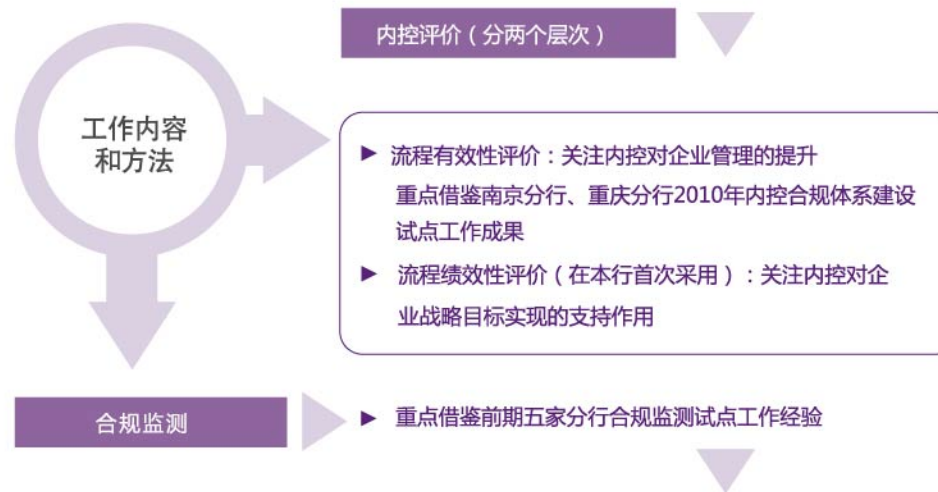 内控评价（分两个层次）
工作内容
和方法
► 流程有效性评价：关注内控对企业管理的提升
重点借鉴南京分行、重庆分行2010年内控合规体系建设
试点工作成果
► 流程绩效性评价（在本行首次采用）：关注内控对企
业战略目标实现的支持作用
合规监测
► 重点借鉴前期五家分行合规监测试点工作经验